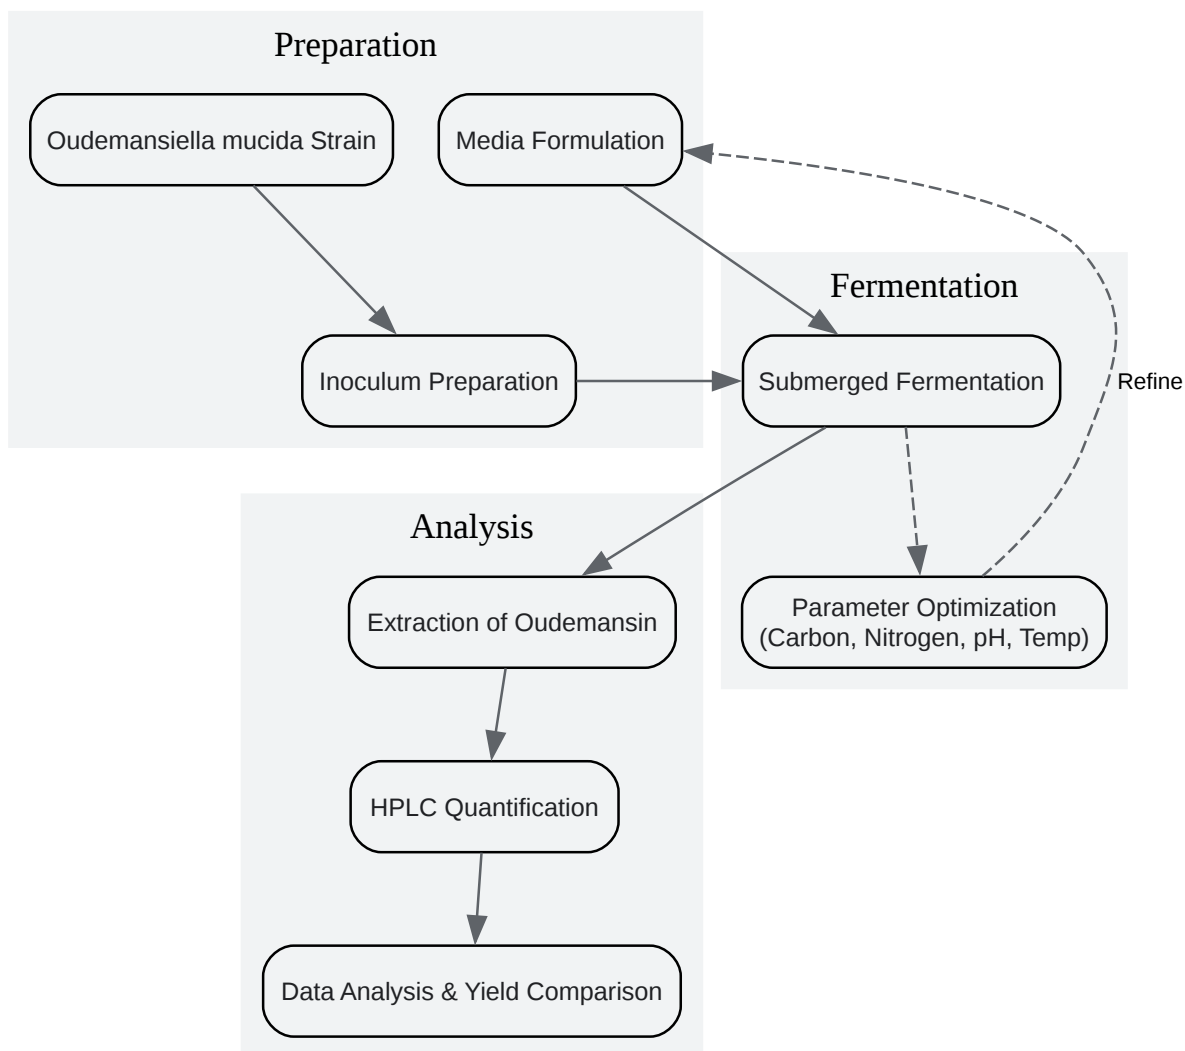 Preparation
Oudemansiella mucida Strain
Media Formulation
Inoculum Preparation
Fermentation
Submerged Fermentation
Refine
Parameter Optimization
(Carbon, Nitrogen, pH, Temp)
Analysis
Extraction of Oudemansin
HPLC Quantification
Data Analysis & Yield Comparison